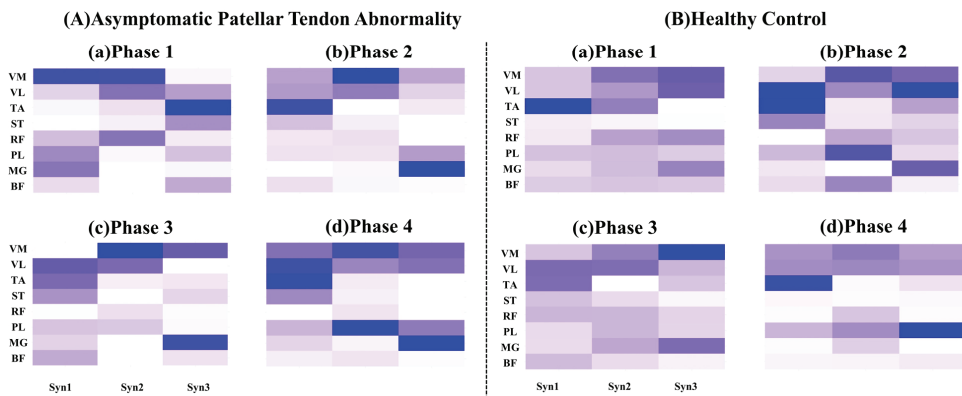 (A)Asymptomatic Patellar Tendon Abnormality
(a)Phase 1
(b)Phase 2
VM
VL
TA
ST
RF
PL
MG
BF
(c)Phase 3
(d)Phase 4
VM
VL
TA
ST
RF
PL
MG
BF
Syn1 Syn2 Syn3
(B)Healthy Control
(a)Phase 1
(b)Phase 2
VM
VL
TA
ST
RF
PL
MG
BF
(c)Phase 3
(d)Phase 4
VM
VL
TA
ST
RF
PL
MG
BF
Syn1 Syn2 Syn3